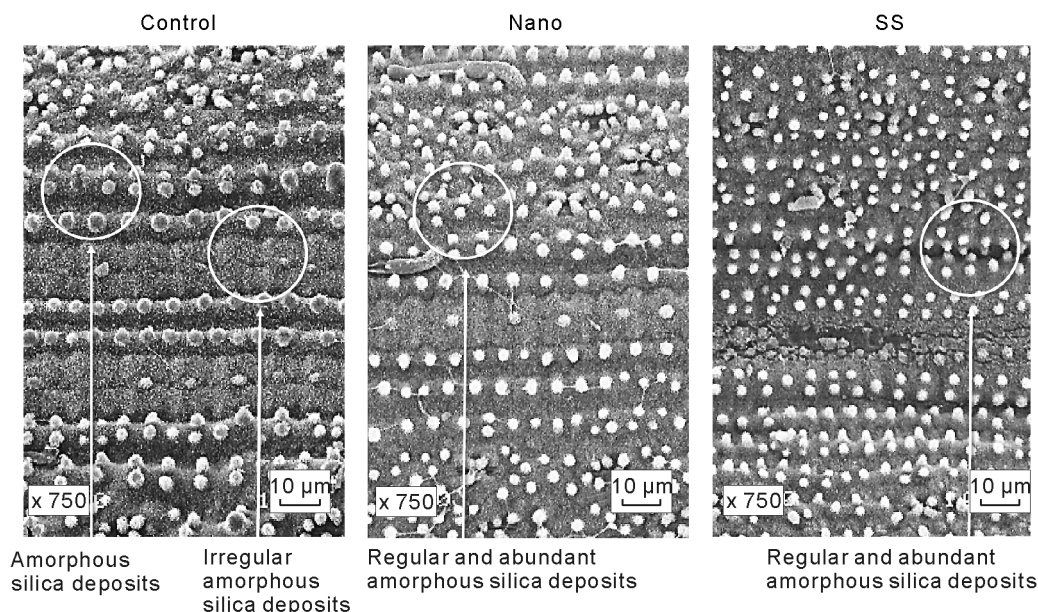 Control
Nano
SS
x 750
10 µm
x 750
10 µm
x 750
10 µm
Amorphous
silica deposits
Irregular
amorphous
silica deposits
Regular and abundant
amorphous silica deposits
Regular and abundant
amorphous silica deposits